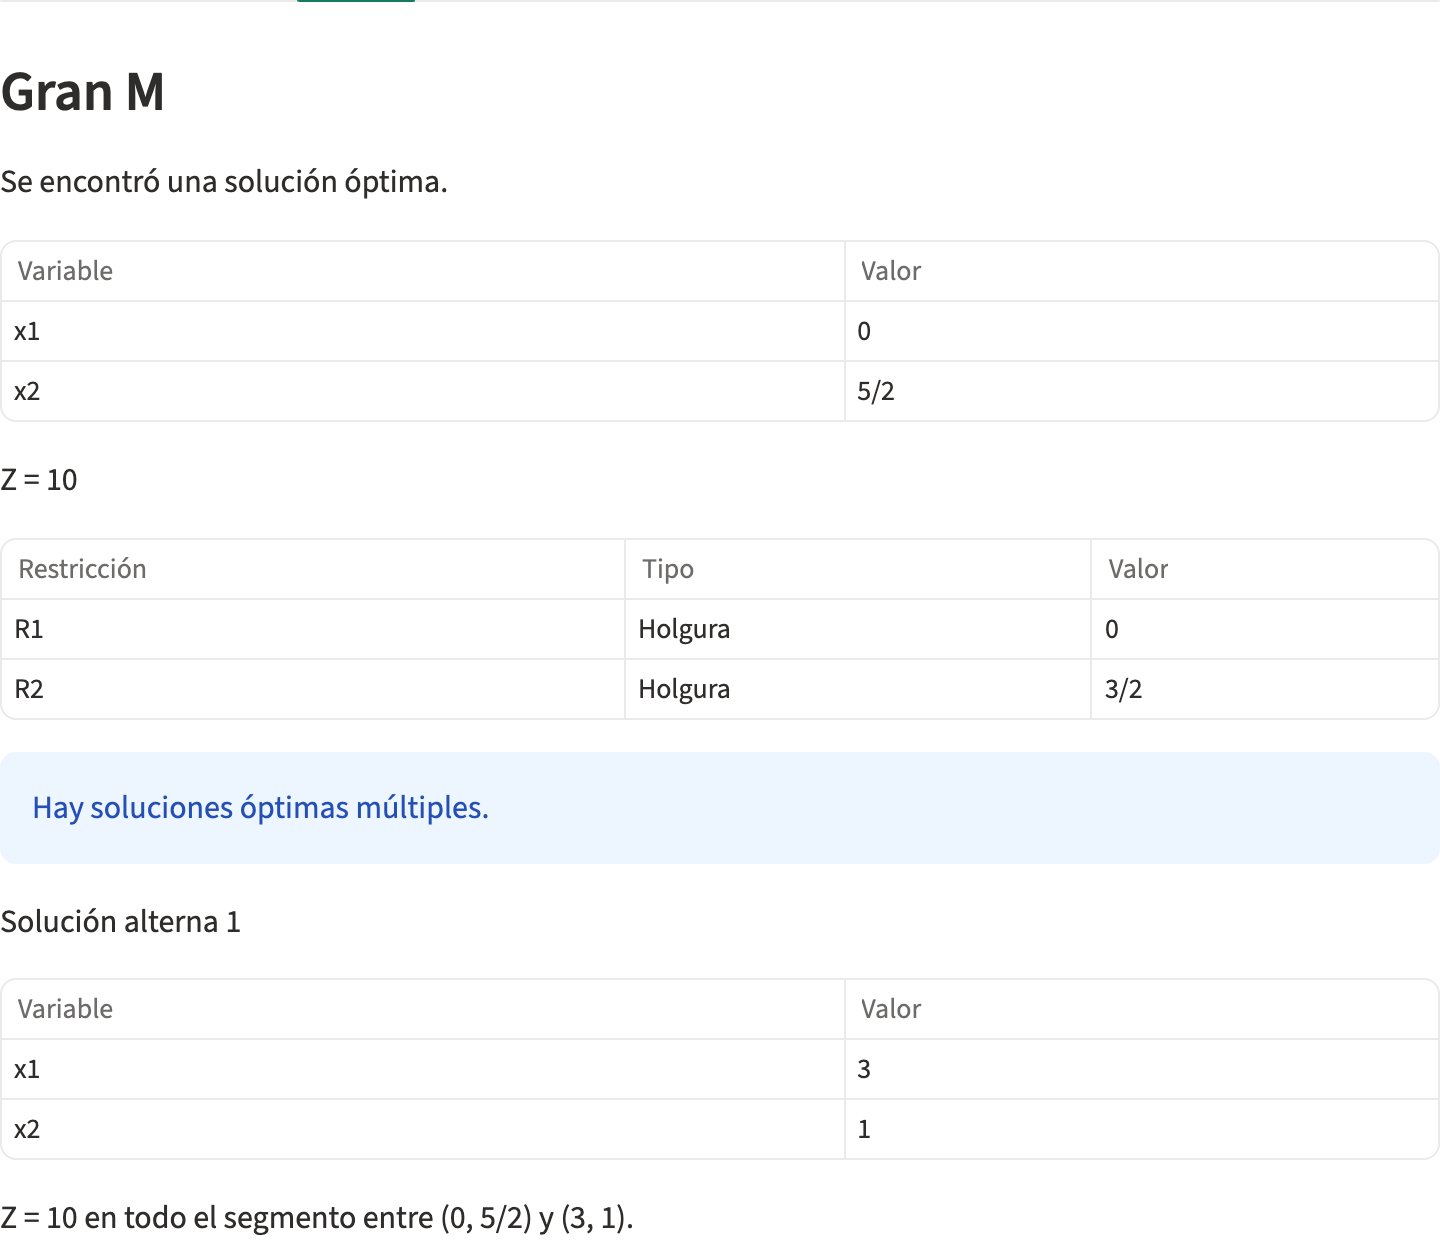 Gran M
Se encontró una solución óptima.
Variable Valor
x1 0
x2 5/2
Z = 10
Restricción Tipo Valor
R1 Holgura 0
R2 Holgura 3/2
Hay soluciones óptimas múltiples.
Solución alterna 1
Variable Valor
x1 3
x2 1
Z = 10 en todo el segmento entre (0, 5/2) y (3, 1).